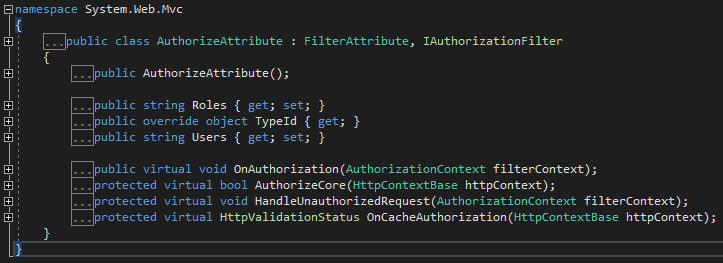 namespace System.Web.Mvc
{
...public class AuthorizeAttribute : FilterAttribute, IAuthorizationFilter
{
...public AuthorizeAttribute();
...public string Roles { get; set; }
...public override object TypeId { get; }
...public string Users { get; set; }
...public virtual void OnAuthorization(AuthorizationContext filterContext);
...protected virtual bool AuthorizeCore(HttpContextBase httpContext);
...protected virtual void HandleUnauthorizedRequest(AuthorizationContext filterContext);
...protected virtual HttpValidationStatus OnCacheAuthorization(HttpContextBase httpContext);
}
}